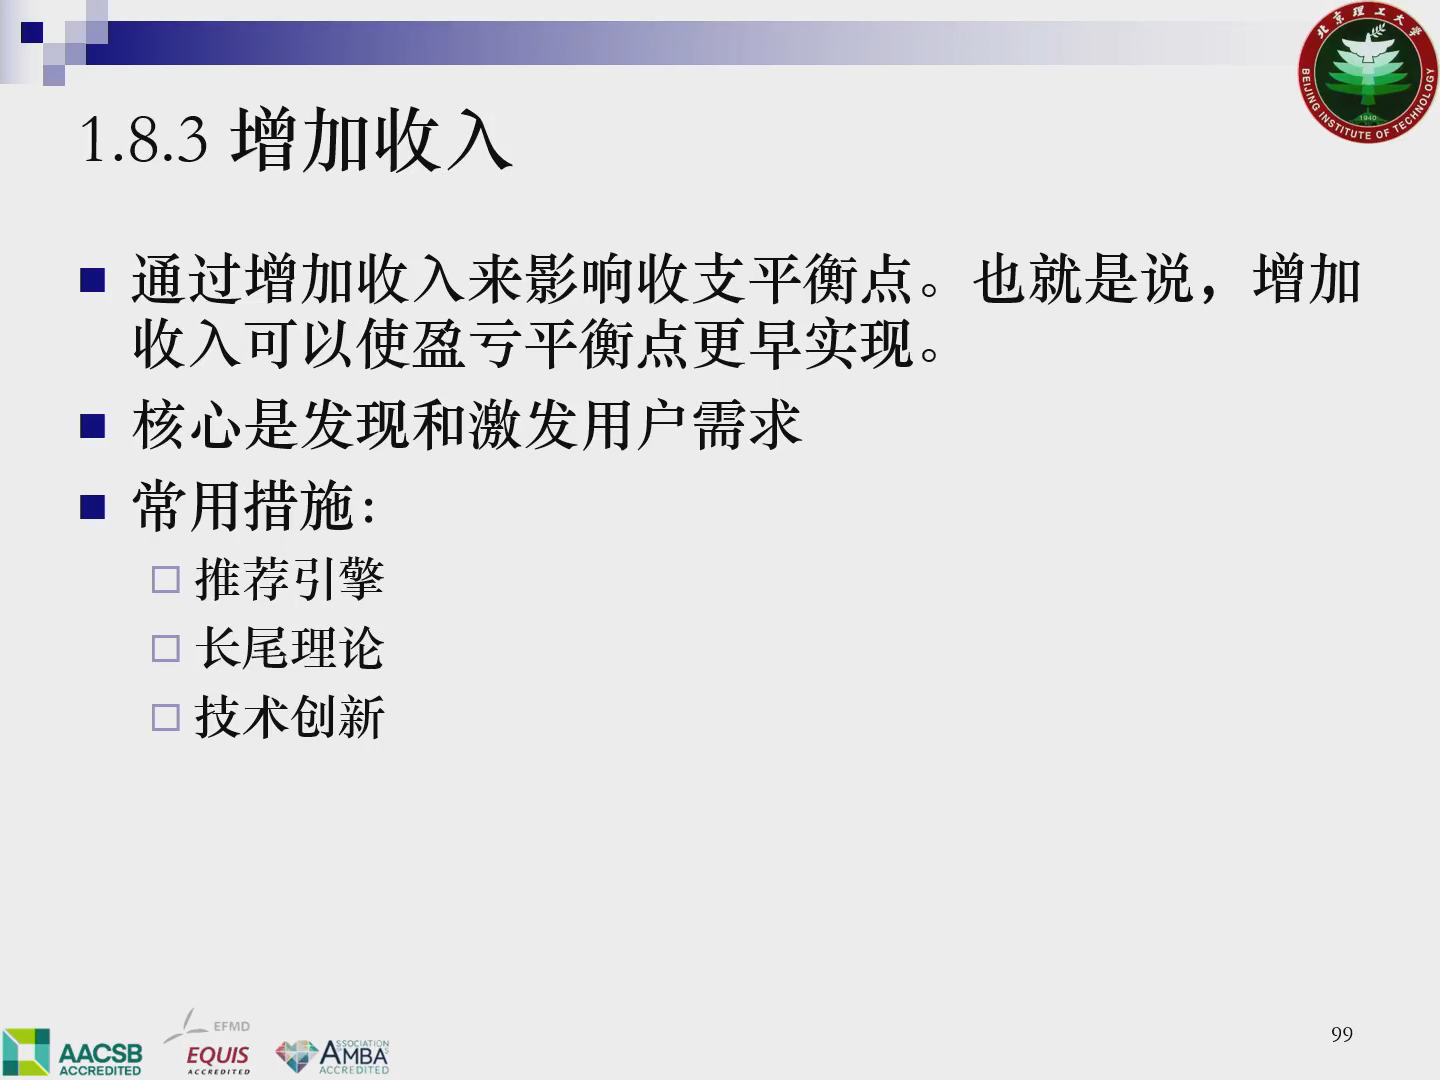 北京理工大学
BEIJING INSTITUTE OF TECHNOLOGY
1940
1.8.3 增加收入
通过增加收入来影响收支平衡点。也就是说，增加
收入可以使盈亏平衡点更早实现。
核心是发现和激发用户需求
常用措施：
推荐引擎
长尾理论
技术创新
AACSB
ACCREDITED
EFMD
EQUIS
ACCREDITED
ASSOCIATION
AMBA
ACCREDITED
99